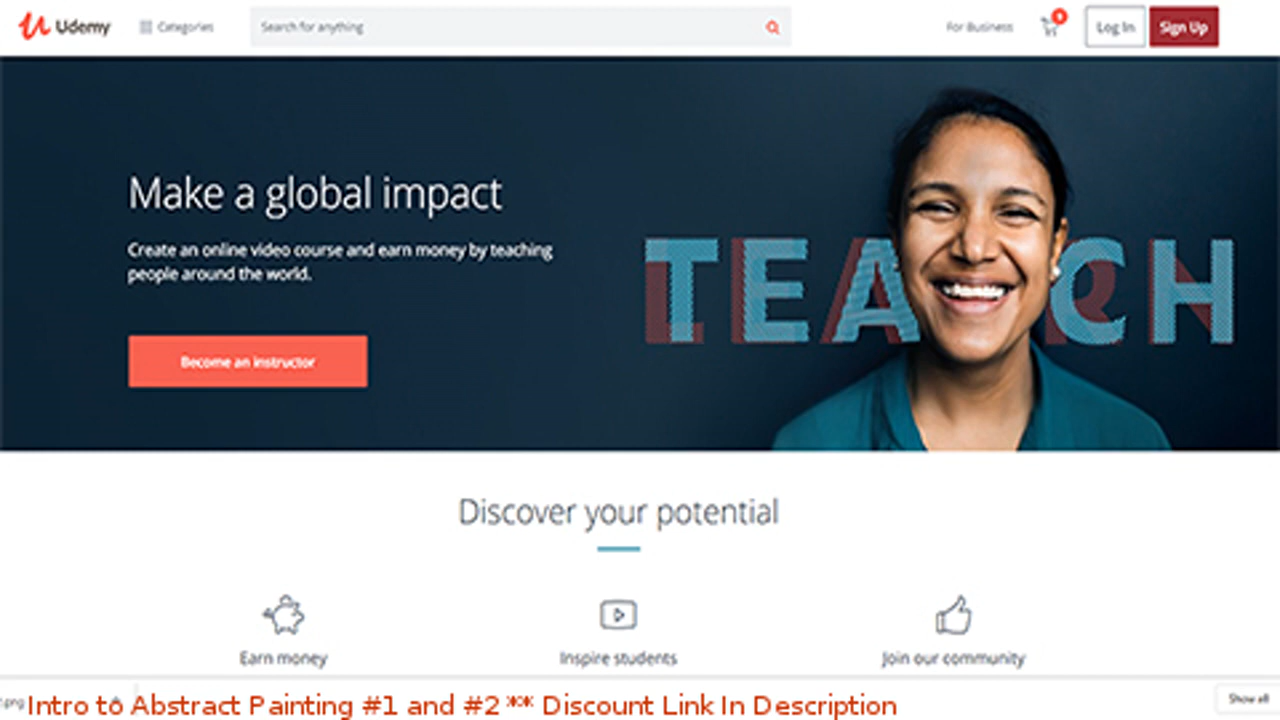 Udemy
Categories
Search for anything
For Business
Log In
Sign Up
Make a global impact
Create an online video course and earn money by teaching
people around the world.
Become an instructor
TEACH
Discover your potential
Earn money
Inspire students
Join our community
Intro to Abstract Painting #1 and #2 ** Discount Link In Description
Show all